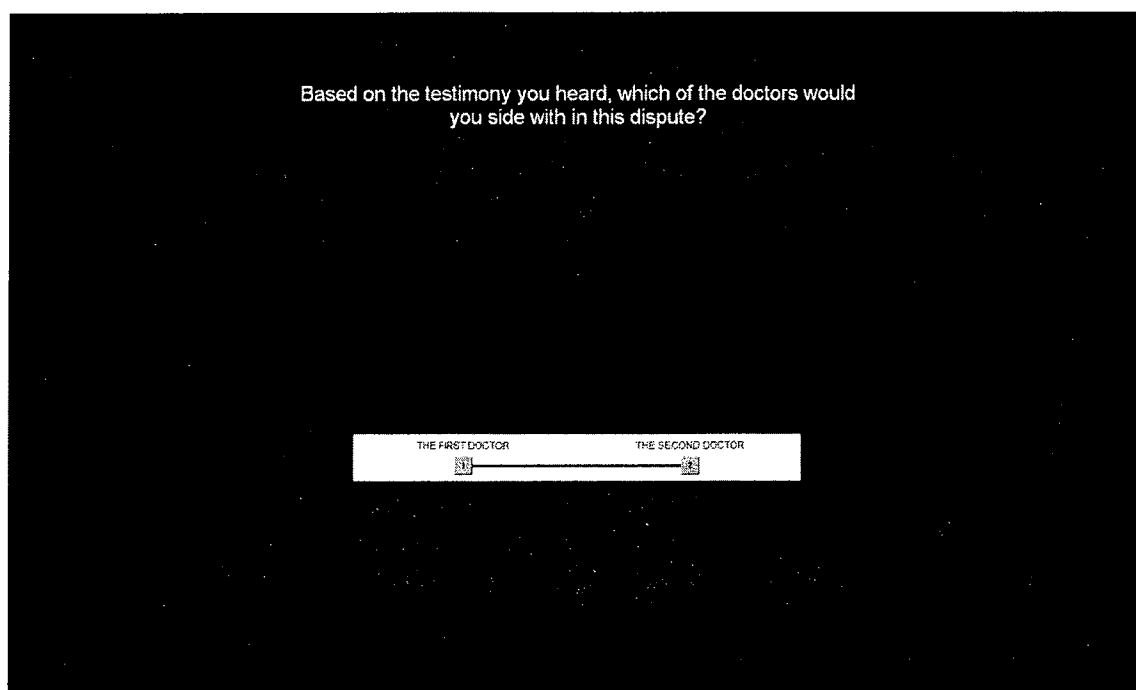 Based on the testimony you heard, which of the doctors would
you side with in this dispute?
THE FIRST DOCTOR THE SECOND DOCTOR
1